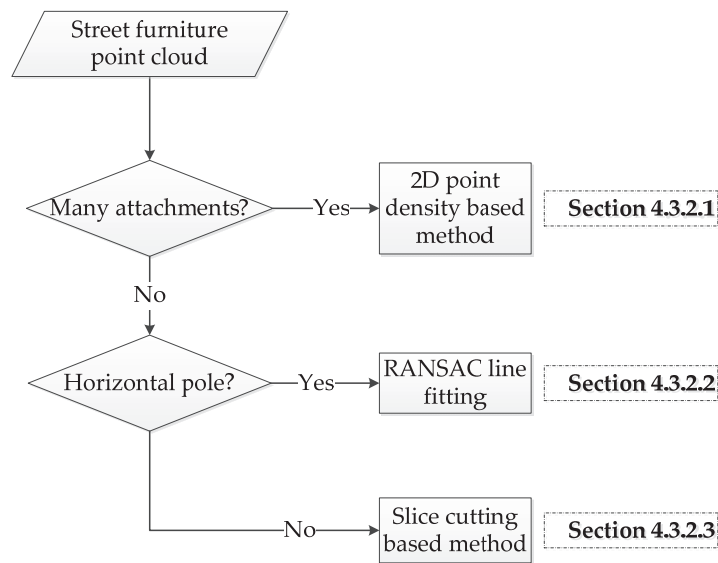 Street furniture
point cloud
Many attachments?
Yes
2D point
density based
method
Section 4.3.2.1
No
Horizontal pole?
Yes
RANSAC line
fitting
Section 4.3.2.2
No
Slice cutting
based method
Section 4.3.2.3